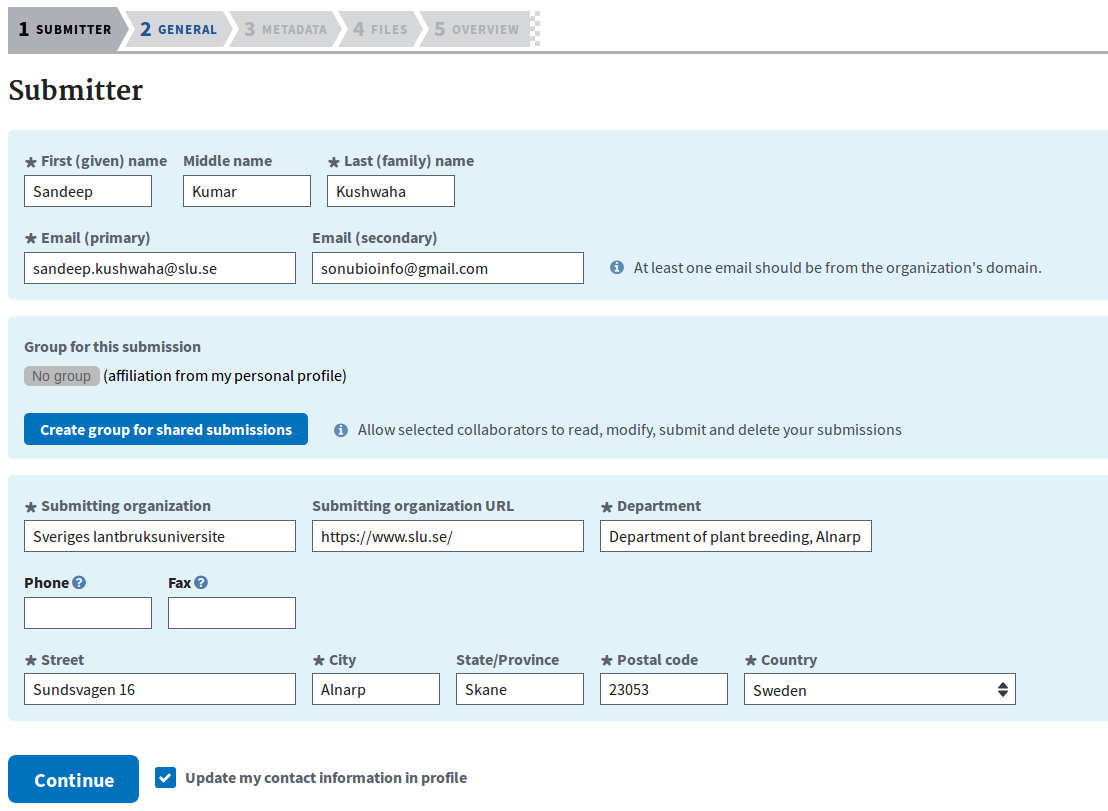 1 SUBMITTER 2 GENERAL 3 METADATA 4 FILES 5 OVERVIEW
Submitter
★ First (given) name Middle name ★ Last (family) name
Sandeep Kumar Kushwaha
★ Email (primary) Email (secondary)
sandeep.kushwaha@slu.se sonubioinfo@gmail.com At least one email should be from the organization's domain.
Group for this submission
No group (affiliation from my personal profile)
Create group for shared submissions Allow selected collaborators to read, modify, submit and delete your submissions
★ Submitting organization Submitting organization URL ★ Department
Sveriges lantbruksuniversite https://www.slu.se/ Department of plant breeding, Alnarp
Phone ? Fax ?
★ Street ★ City State/Province ★ Postal code ★ Country
Sundsvagen 16 Alnarp Skane 23053 Sweden
Continue Update my contact information in profile